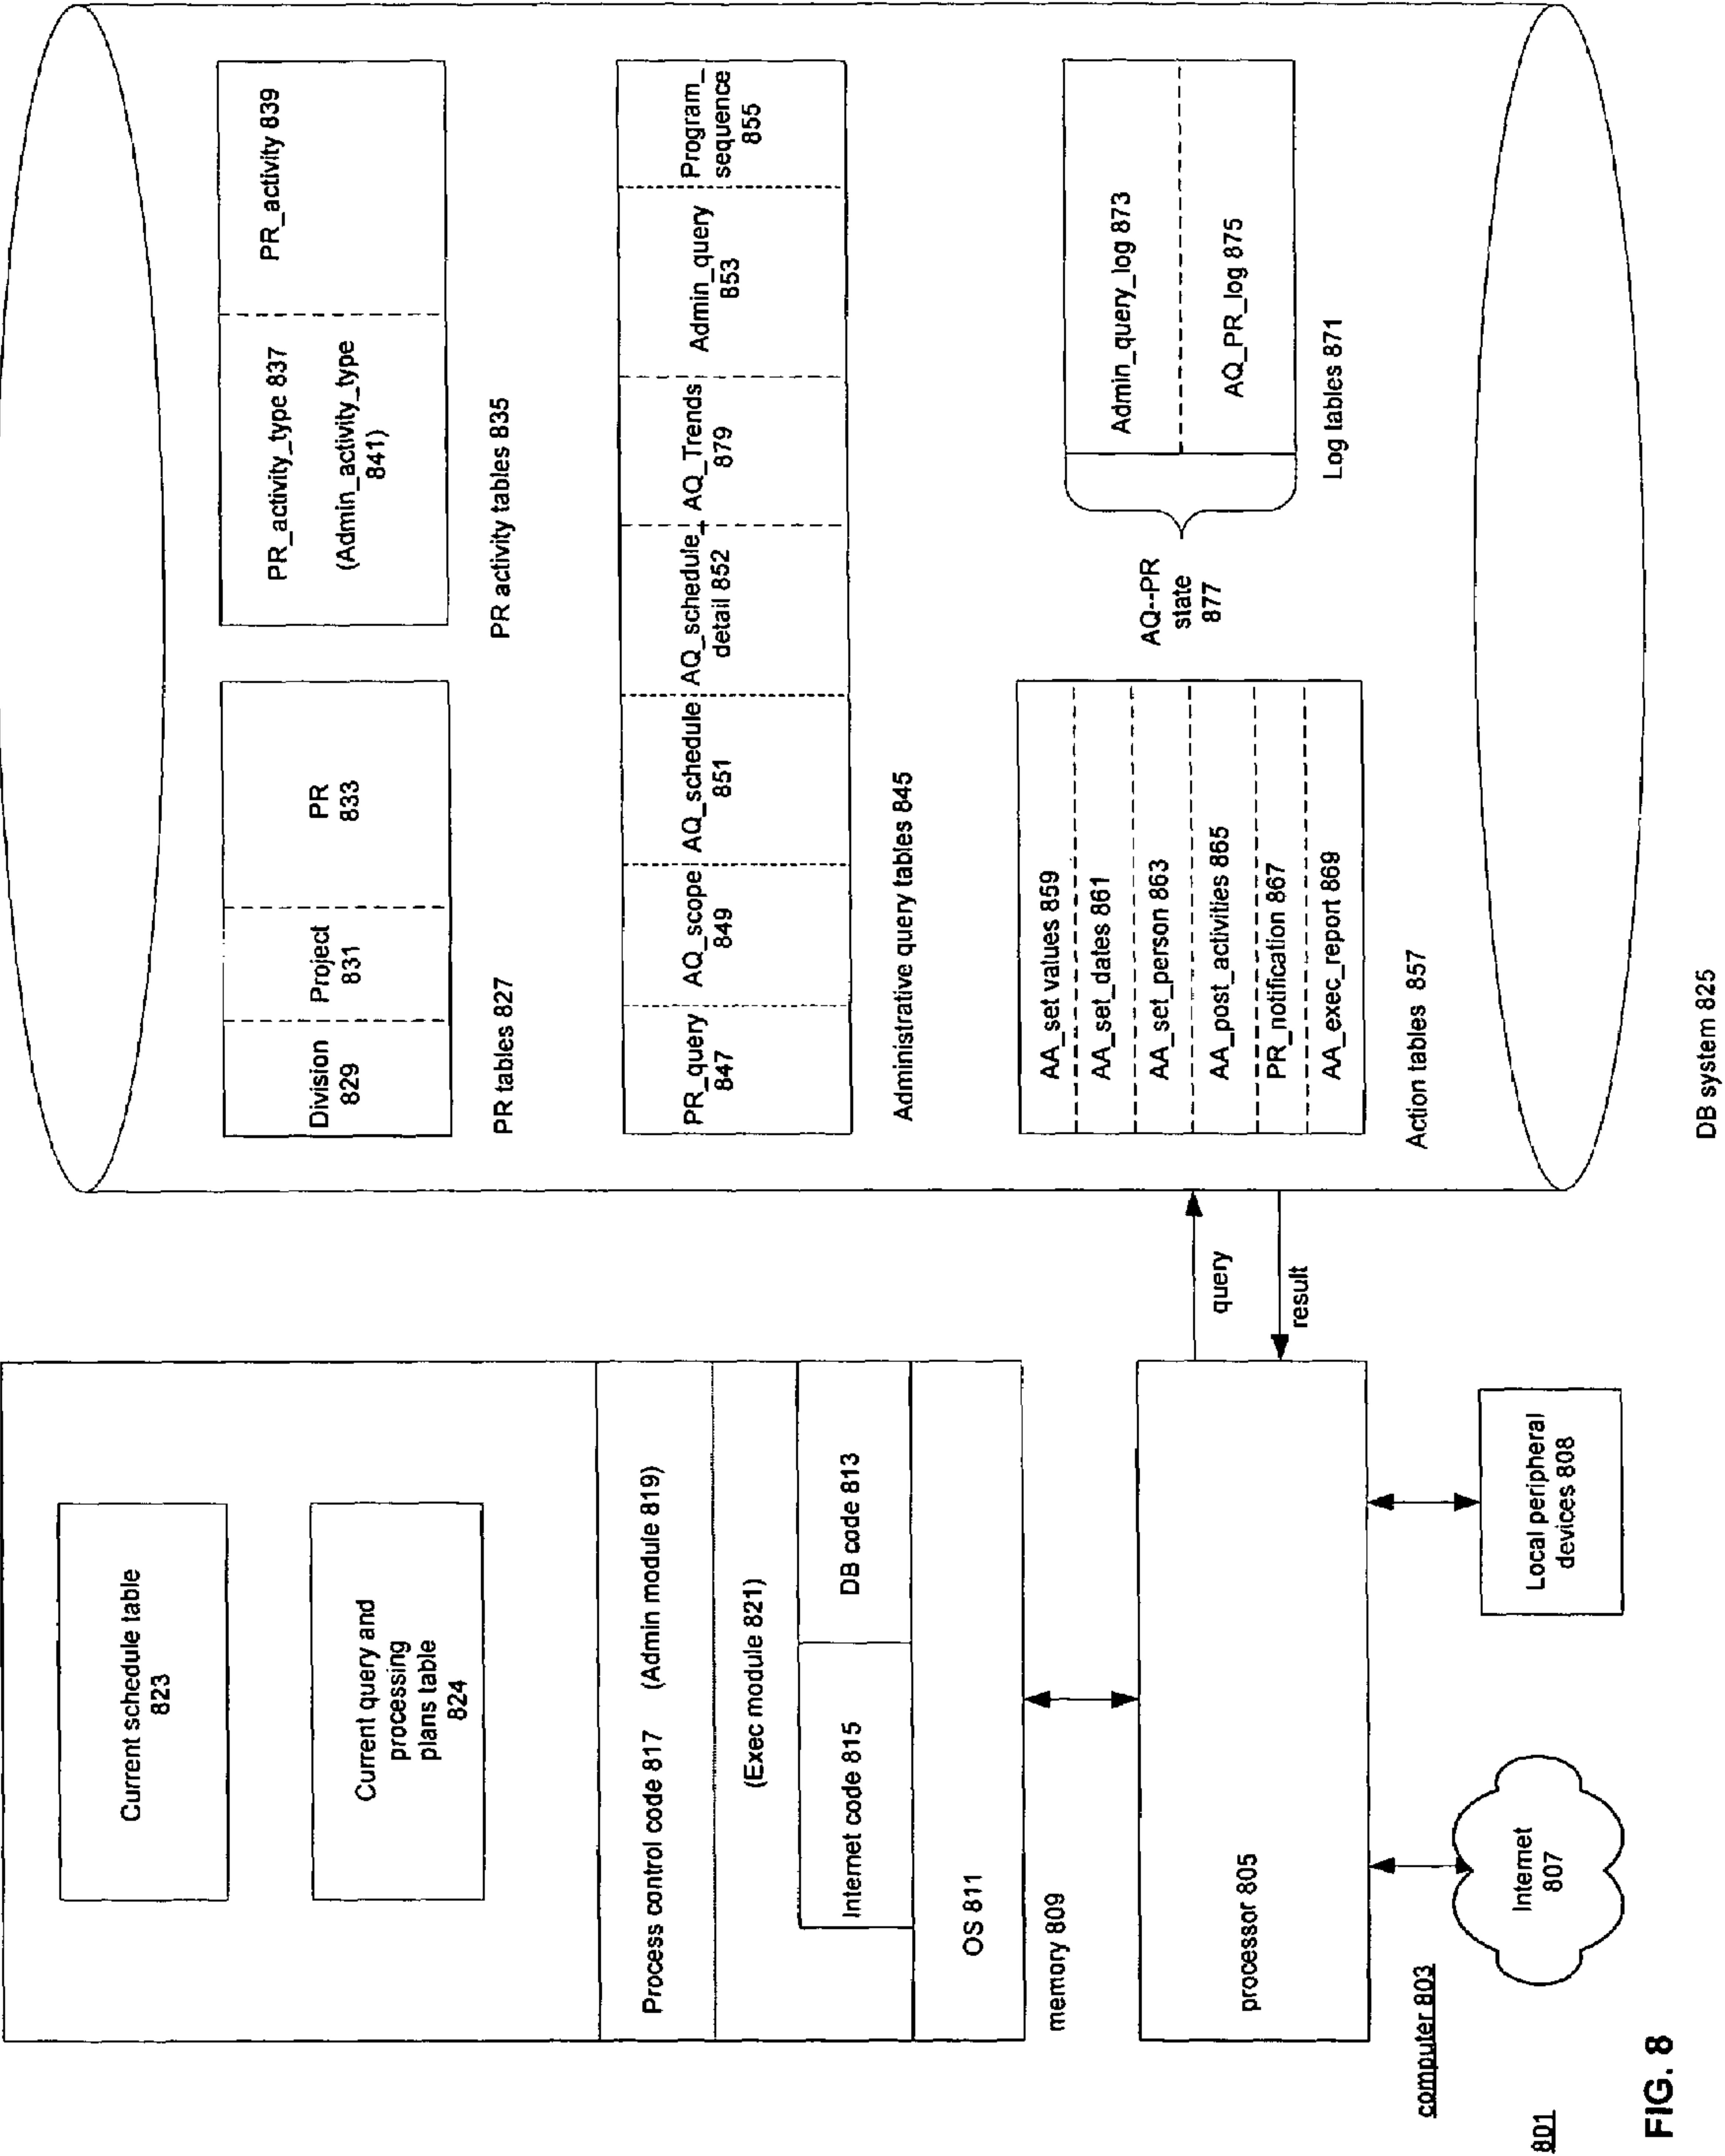 Current schedule table
823
Current query and
processing
plans table
824
Process control code 817 (Admin module 819)
(Exec module 821)
Internet code 815
DB code 813
OS 811
memory 809
processor 805
query
result
Internet
807
Local peripheral
devices 808
computer 803
801
FIG. 8
Division
829
Project
831
PR
833
PR tables 827
PR_activity_type 837
(Admin_activity_type
841)
PR_activity 839
PR activity tables 835
PR_query
847
AQ_scope
849
AQ_schedule
851
AQ_schedule_
detail 852
AQ_Trends
879
Admin_query
853
Program_
sequence
855
Administrative query tables 845
AA_set values 859
AA_set_dates 861
AA_set_person 863
AA_post_activities 865
PR_notification 867
AA_exec_report 869
Action tables 857
AQ--PR
state
877
Admin_query_log 873
AQ_PR_log 875
Log tables 871
DB system 825